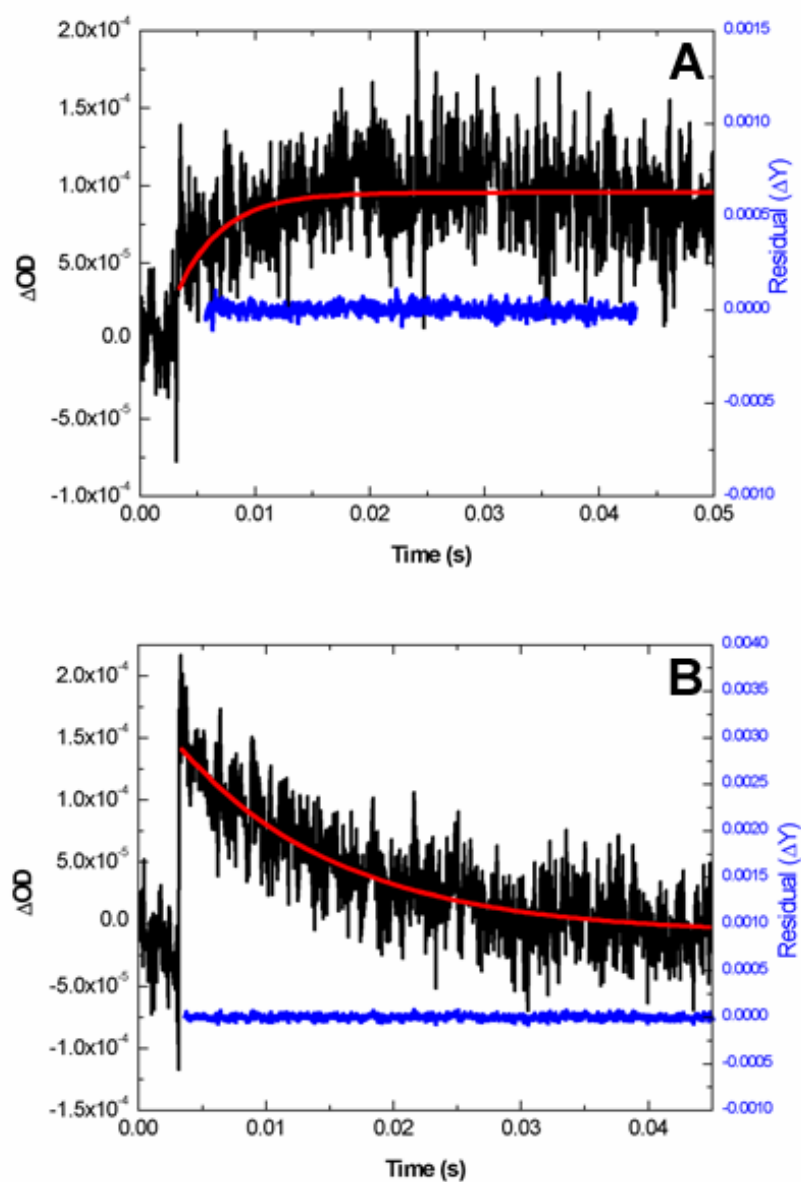 A
2.0x10⁻⁴
1.5x10⁻⁴
1.0x10⁻⁴
5.0x10⁻⁵
0.0
-5.0x10⁻⁵
-1.0x10⁻⁴
ΔOD
0.0015
0.0010
0.0005
0.0000
-0.0005
-0.0010
Residual (ΔY)
0.00
0.01
0.02
0.03
0.04
0.05
Time (s)
B
2.0x10⁻⁴
1.5x10⁻⁴
1.0x10⁻⁴
5.0x10⁻⁵
0.0
-5.0x10⁻⁵
-1.0x10⁻⁴
-1.5x10⁻⁴
ΔOD
0.0040
0.0035
0.0030
0.0025
0.0020
0.0015
0.0010
0.0005
0.0000
-0.0005
-0.0010
Residual (ΔY)
0.00
0.01
0.02
0.03
0.04
Time (s)